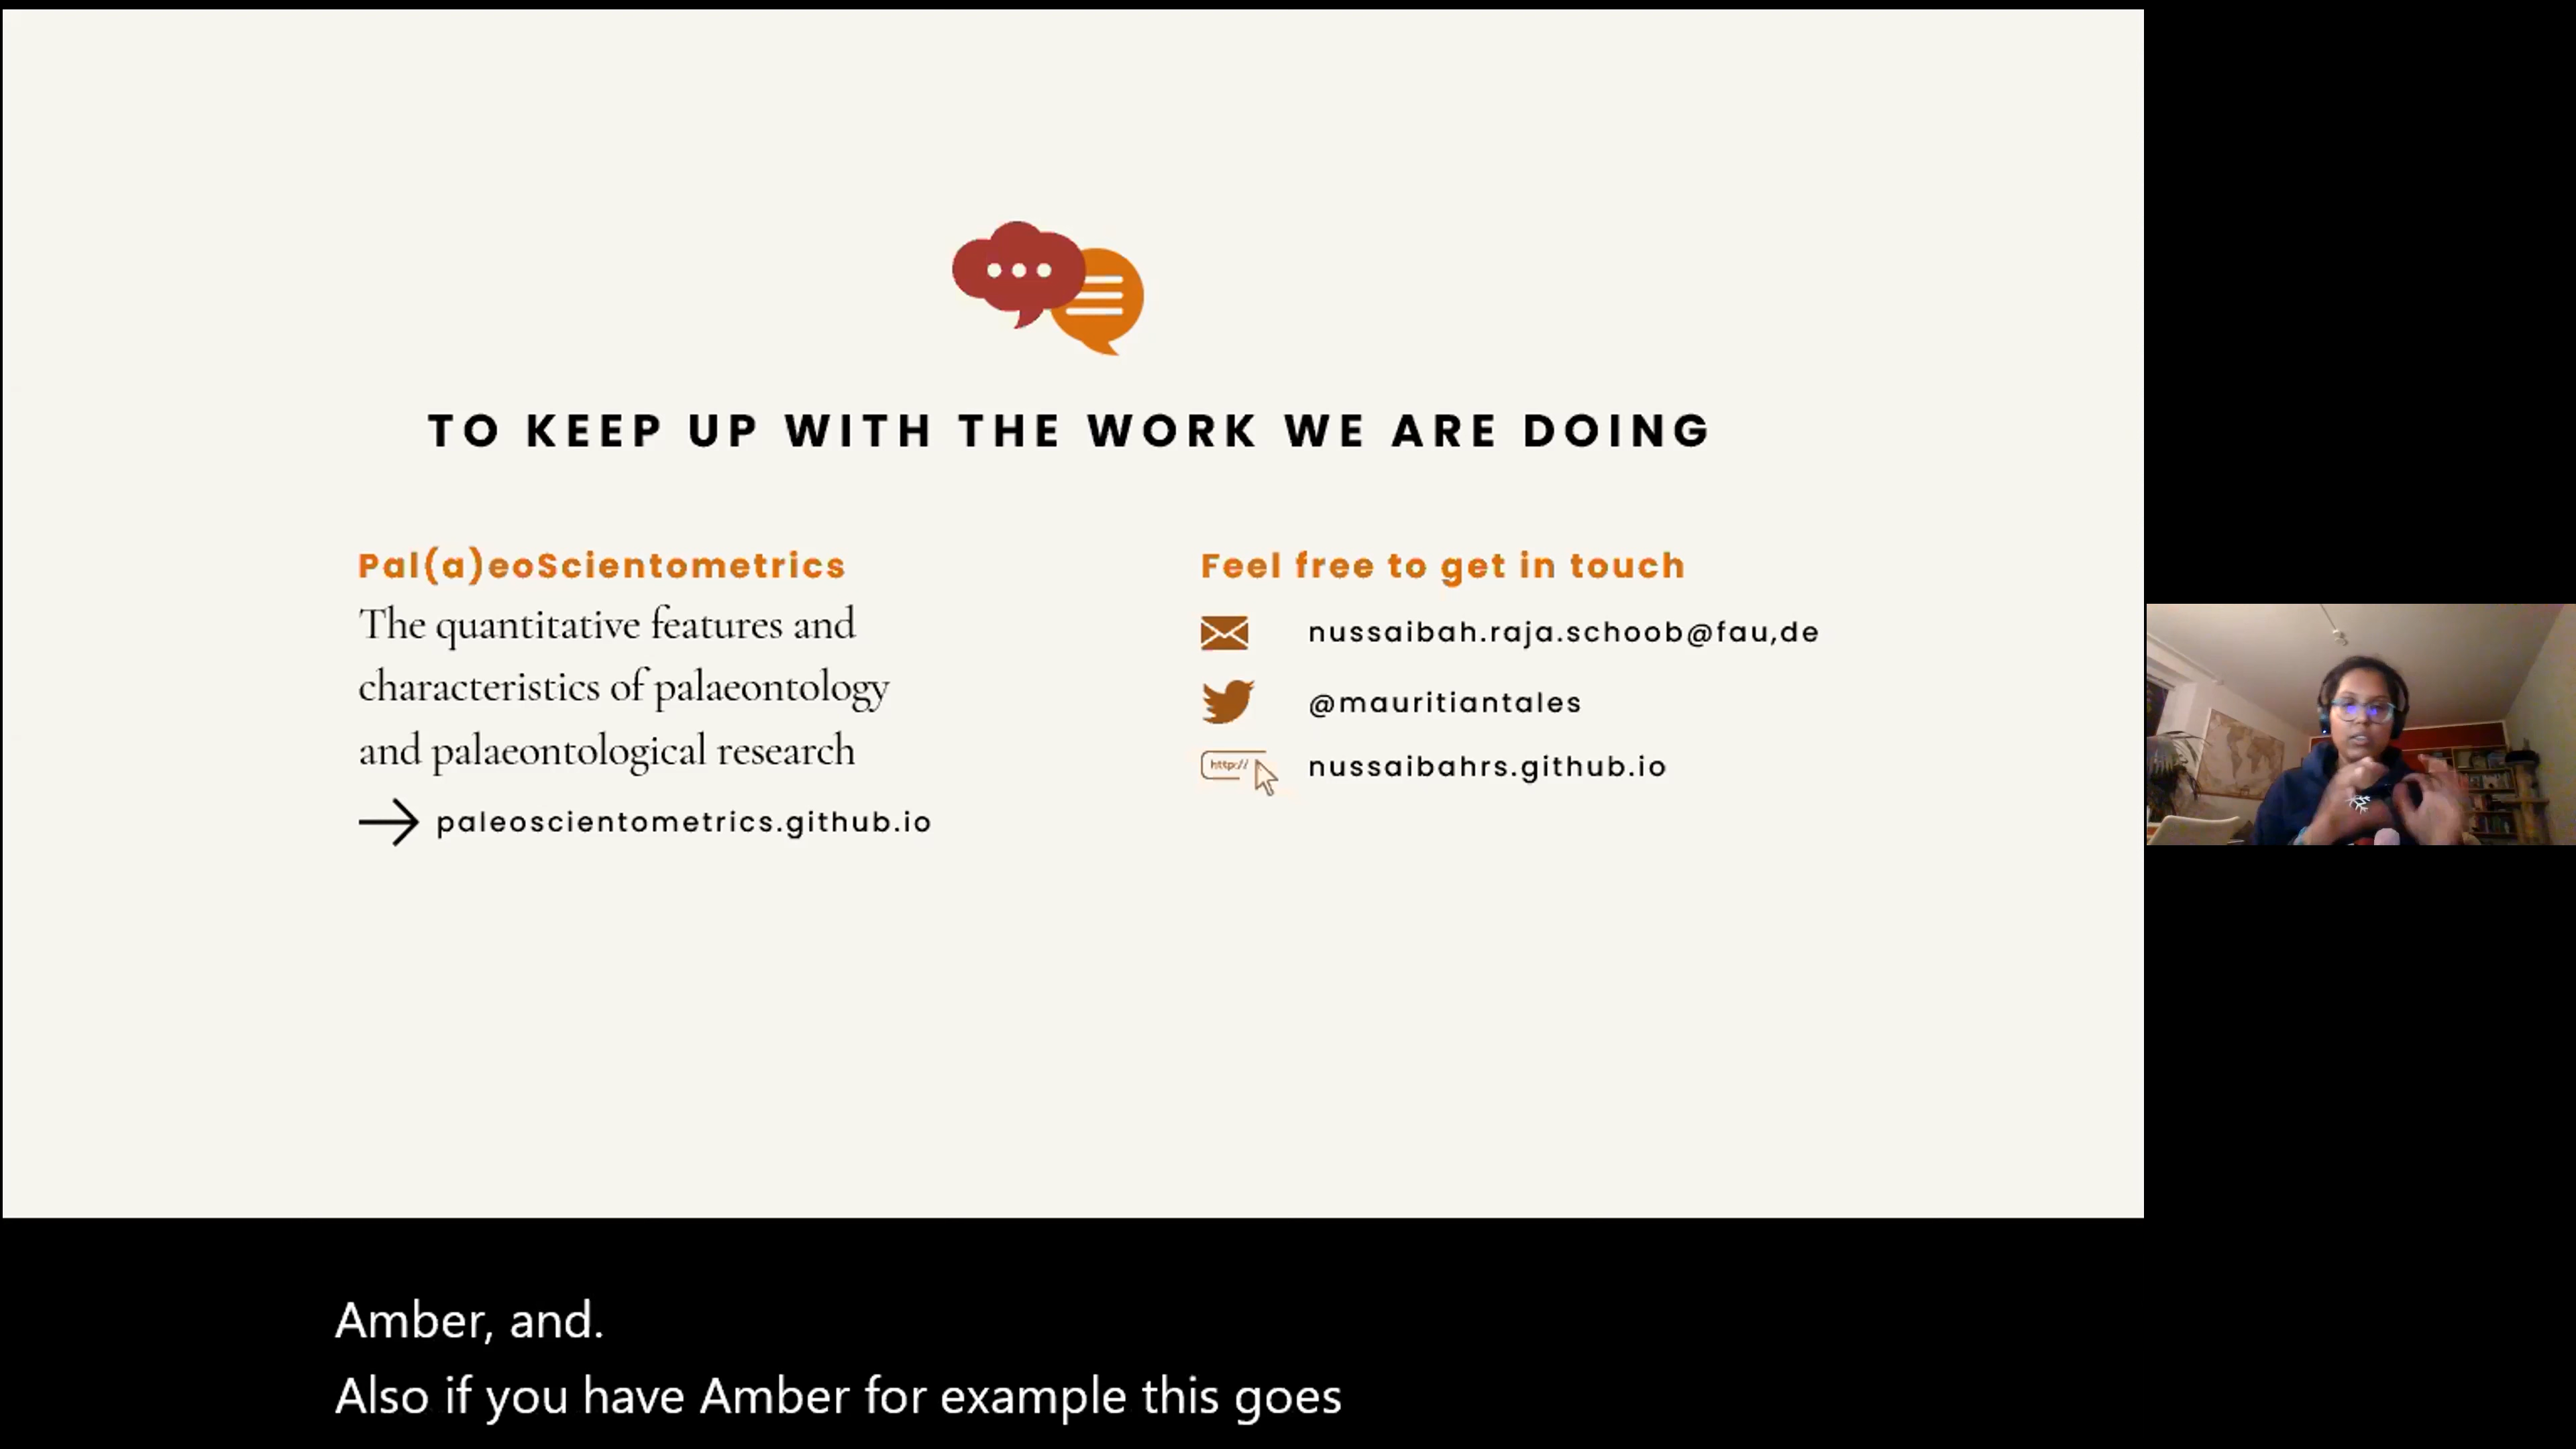 TO KEEP UP WITH THE WORK WE ARE DOING
Pal(a)eoScientometrics
The quantitative features and
characteristics of palaeontology
and palaeontological research
paleoscientometrics.github.io
Feel free to get in touch
nussaibah.raja.schoob@fau,de
@mauritiantales
http://
nussaibahrs.github.io
Amber, and.
Also if you have Amber for example this goes